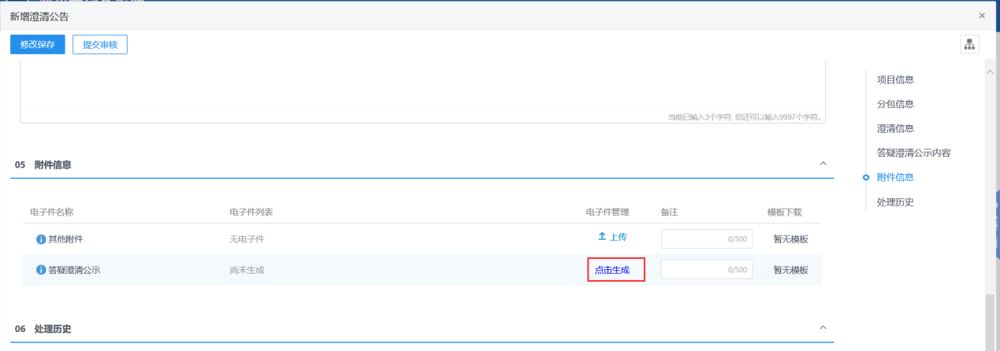 新增澄清公告
×
修改保存 提交审核
当前已输入3个字符, 您还可以输入9997个字符。
项目信息
分包信息
澄清信息
答疑澄清公示内容
附件信息
处理历史
05 附件信息
电子件名称 电子件列表 电子件管理 备注 模板下载
其他附件 无电子件 上传 0/500 暂无模板
答疑澄清公示 尚未生成 点击生成 0/500 暂无模板
06 处理历史